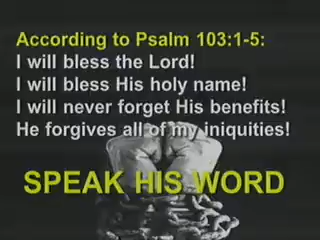 According to Psalm 103:1-5:
I will bless the Lord!
I will bless His holy name!
I will never forget His benefits!
He forgives all of my iniquities!
SPEAK HIS WORD